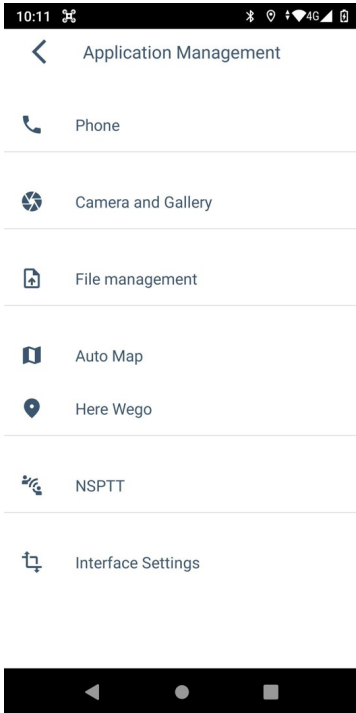 10:11 4G
Application Management
Phone
Camera and Gallery
File management
Auto Map
Here Wego
NSPTT
Interface Settings